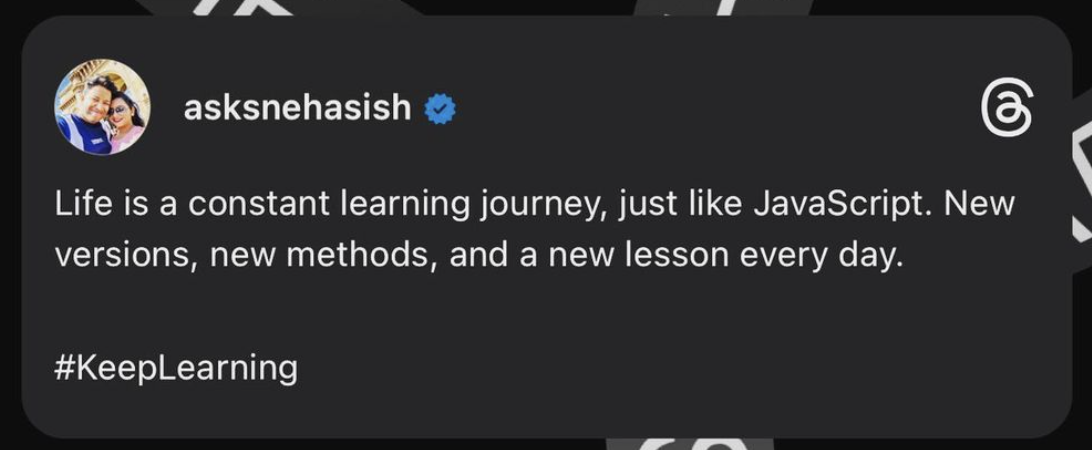 asksnehasish
Life is a constant learning journey, just like JavaScript. New
versions, new methods, and a new lesson every day.
#KeepLearning